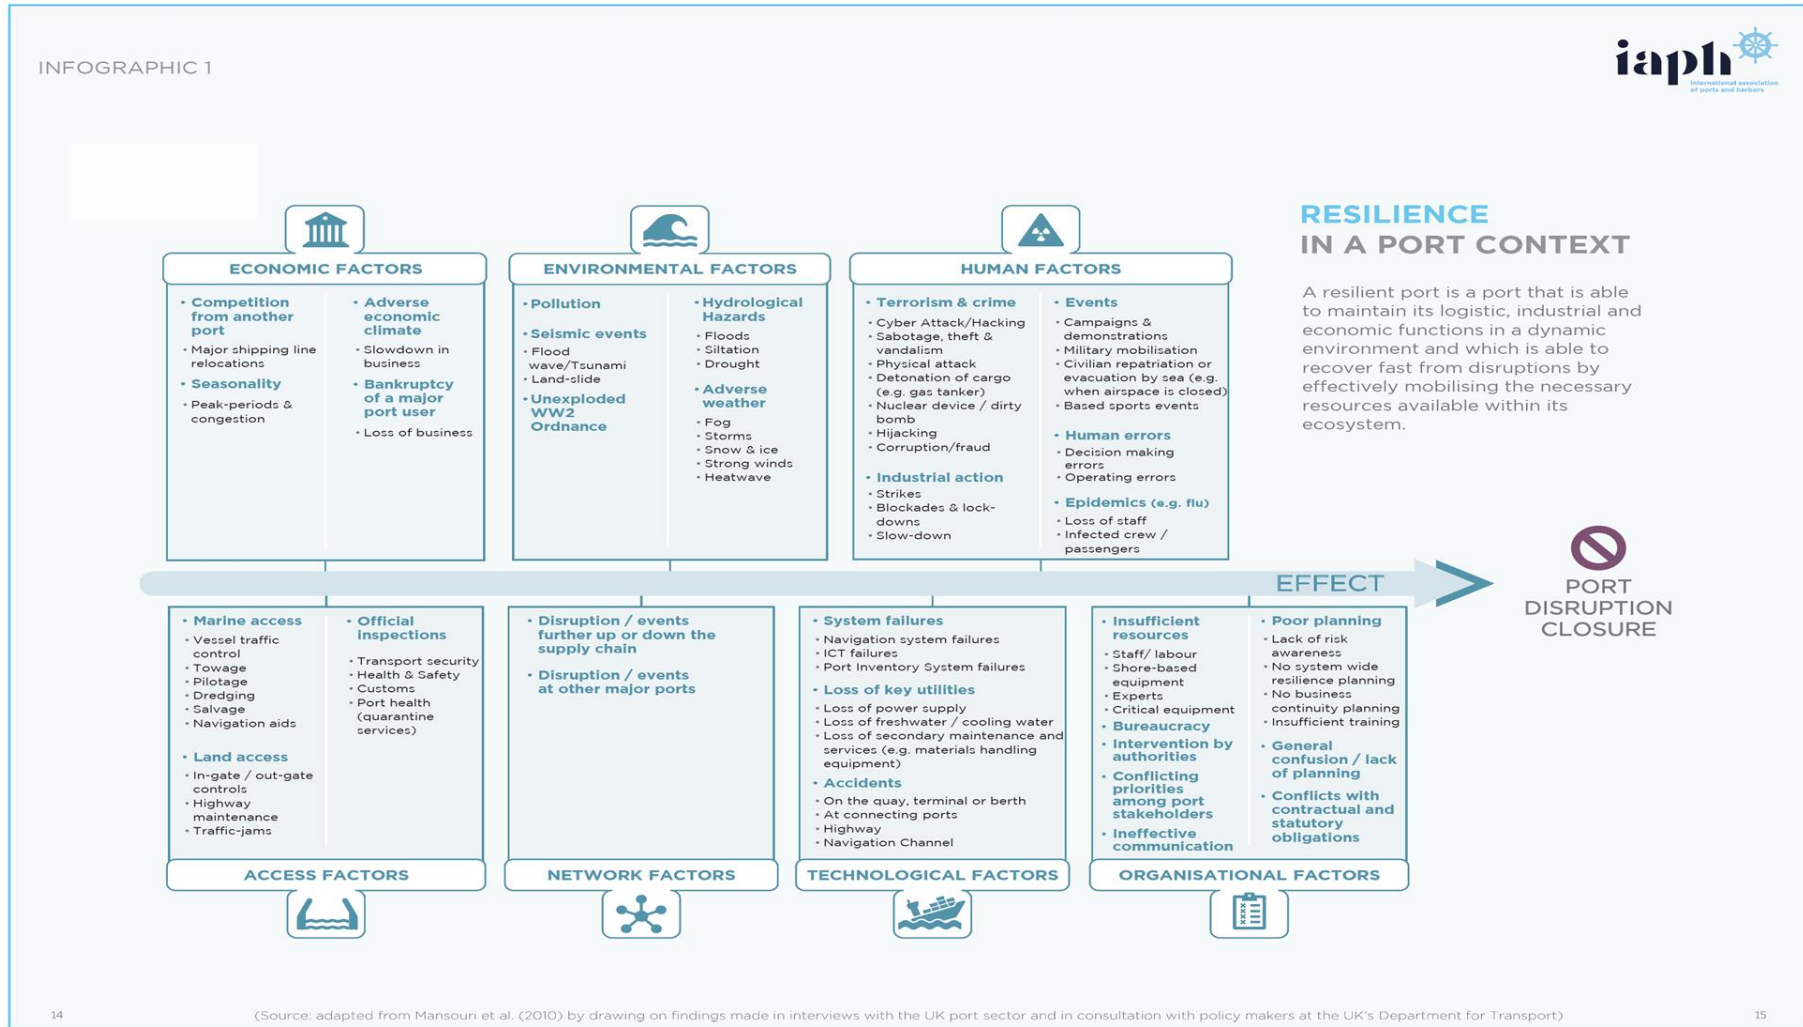 INFOGRAPHIC 1
iaph
international association
of ports and harbors
ECONOMIC FACTORS
• Competition
from another
port
• Major shipping line
relocations
• Seasonality
• Peak-periods &
congestion
• Adverse
economic
climate
• Slowdown in
business
• Bankruptcy
of a major
port user
• Loss of business
ENVIRONMENTAL FACTORS
• Pollution
• Seismic events
• Flood
wave/Tsunami
• Land-slide
• Unexploded
WW2
Ordnance
• Hydrological
Hazards
• Floods
• Siltation
• Drought
• Adverse
weather
• Fog
• Storms
• Snow & ice
• Strong winds
• Heatwave
HUMAN FACTORS
• Terrorism & crime
• Cyber Attack/Hacking
• Sabotage, theft &
vandalism
• Physical attack
• Detonation of cargo
(e.g. gas tanker)
• Nuclear device / dirty
bomb
• Hijacking
• Corruption/fraud
• Industrial action
• Strikes
• Blockades & lock-
downs
• Slow-down
• Events
• Campaigns &
demonstrations
• Military mobilisation
• Civilian repatriation or
evacuation by sea (e.g.
when airspace is closed)
• Based sports events
• Human errors
• Decision making
errors
• Operating errors
• Epidemics (e.g. flu)
• Loss of staff
• Infected crew /
passengers
RESILIENCE
IN A PORT CONTEXT
A resilient port is a port that is able
to maintain its logistic, industrial and
economic functions in a dynamic
environment and which is able to
recover fast from disruptions by
effectively mobilising the necessary
resources available within its
ecosystem.
EFFECT
PORT
DISRUPTION
CLOSURE
• Marine access
• Vessel traffic
control
• Towage
• Pilotage
• Dredging
• Salvage
• Navigation aids
• Land access
• In-gate / out-gate
controls
• Highway
maintenance
• Traffic-jams
• Official
inspections
• Transport security
• Health & Safety
• Customs
• Port health
(quarantine
services)
ACCESS FACTORS
• Disruption / events
further up or down the
supply chain
• Disruption / events
at other major ports
NETWORK FACTORS
• System failures
• Navigation system failures
• ICT failures
• Port Inventory System failures
• Loss of key utilities
• Loss of power supply
• Loss of freshwater / cooling water
• Loss of secondary maintenance and
services (e.g. materials handling
equipment)
• Accidents
• On the quay, terminal or berth
• At connecting ports
• Highway
• Navigation Channel
TECHNOLOGICAL FACTORS
• Insufficient
resources
• Staff/ labour
• Shore-based
equipment
• Experts
• Critical equipment
• Bureaucracy
• Intervention by
authorities
• Conflicting
priorities
among port
stakeholders
• Ineffective
communication
• Poor planning
• Lack of risk
awareness
• No system wide
resilience planning
• No business
continuity planning
• Insufficient training
• General
confusion / lack
of planning
• Conflicts with
contractual and
statutory
obligations
ORGANISATIONAL FACTORS
14
(Source: adapted from Mansouri et al. (2010) by drawing on findings made in interviews with the UK port sector and in consultation with policy makers at the UK's Department for Transport)
15